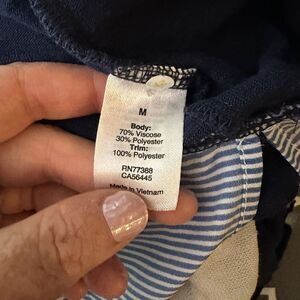 M
Body:
70% Viscose
30% Polyester
Trim:
100% Polyester
RN77388
CA56445
Made in Vietnam